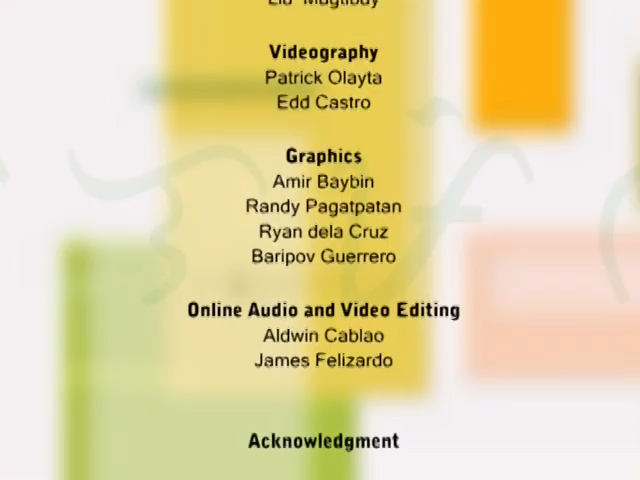 Videography
Patrick Olayta
Edd Castro
Graphics
Amir Baybin
Randy Pagatpatan
Ryan dela Cruz
Baripov Guerrero
Online Audio and Video Editing
Aldwin Cablao
James Felizardo
Acknowledgment